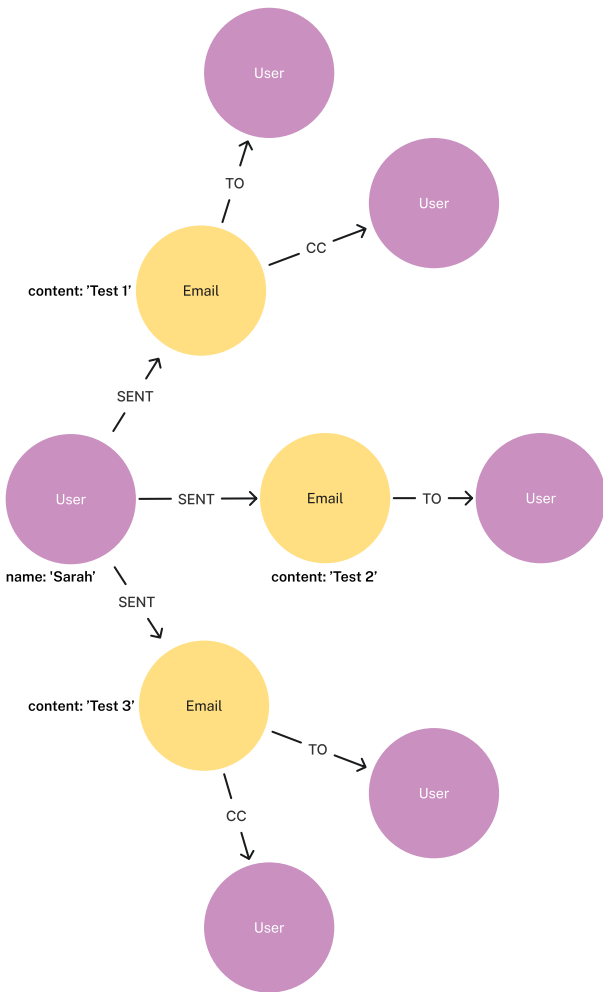 User
TO
User
CC
content: ’Test 1’
Email
SENT
User
SENT
Email
TO
User
name: 'Sarah’
content: ’Test 2’
SENT
content: ’Test 3’
Email
TO
User
CC
User